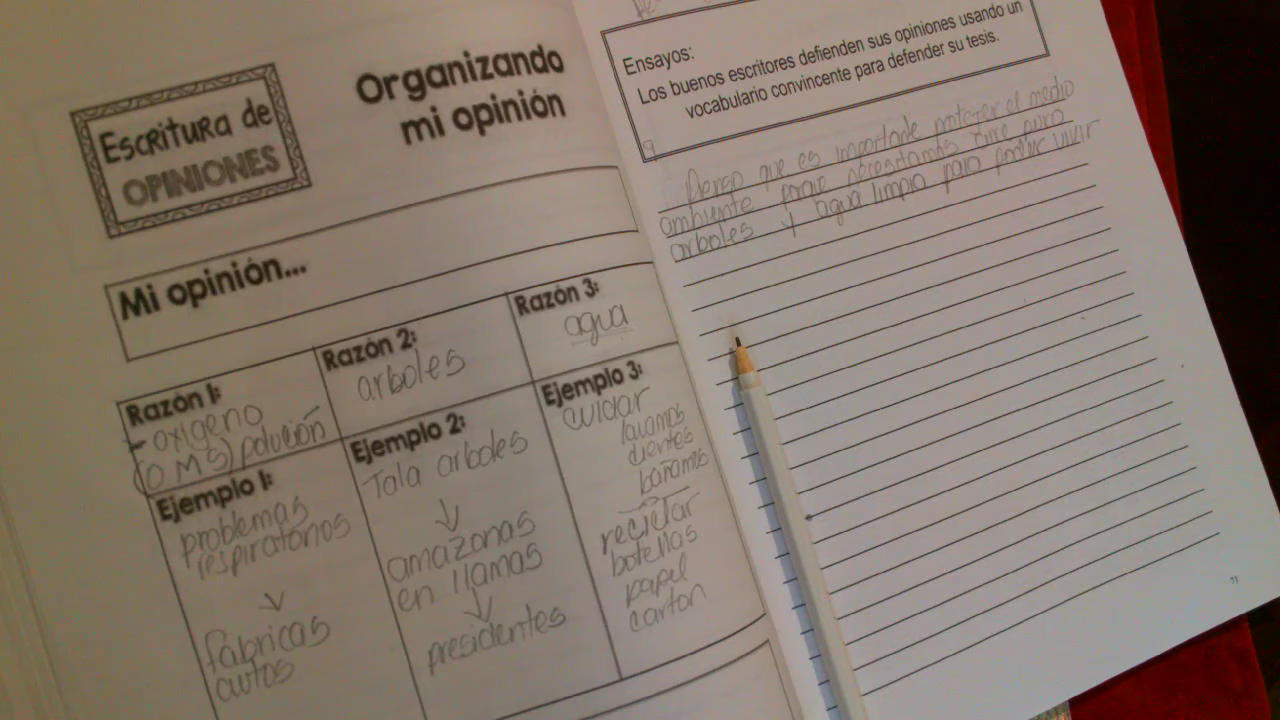 Escritura de
OPINIONES
Organizando
mi opinión
Mi opinión...
Razón 1:
- oxigeno
(OMS) polución
Razón 2:
arboles
Razón 3:
agua
Ejemplo 1:
problemas
respiratorios
fabricas
autos
Ejemplo 2:
Tala arboles
amazonas
en llamas
presidentes
Ejemplo 3:
cuidar
lavamos
dientes
bañamos
reciclar
botellas
papel
carton
Ensayos:
Los buenos escritores defienden sus opiniones usando un
vocabulario convincente para defender su tesis.
que es importante proteger el medio
ambiente necesitamos aire puro
arboles y agua limpia para poder vivir